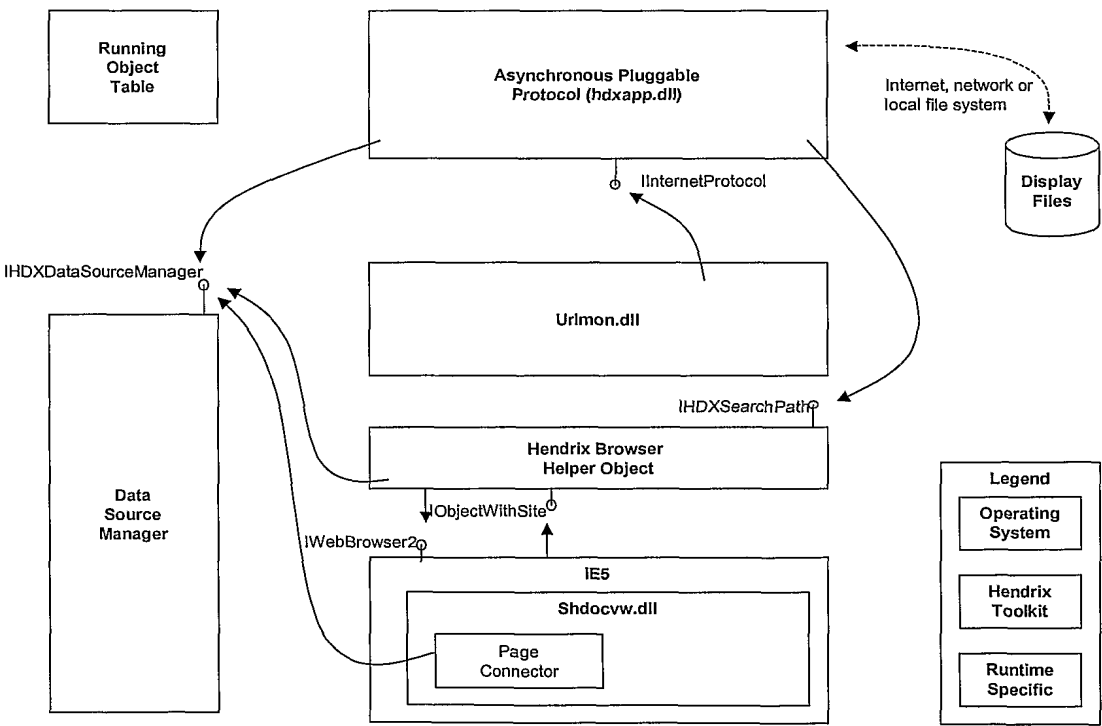 Running
Object
Table
Asynchronous Pluggable
Protocol (hdxapp.dll)
Internet, network or
local file system
Display
Files
IInternetProtocol
IHDXDataSourceManager
Urlmon.dll
IHDXSearchPath
Hendrix Browser
Helper Object
Data
Source
Manager
IObjectWithSite
IWebBrowser2
IE5
Shdocvw.dll
Page
Connector
Legend
Operating
System
Hendrix
Toolkit
Runtime
Specific